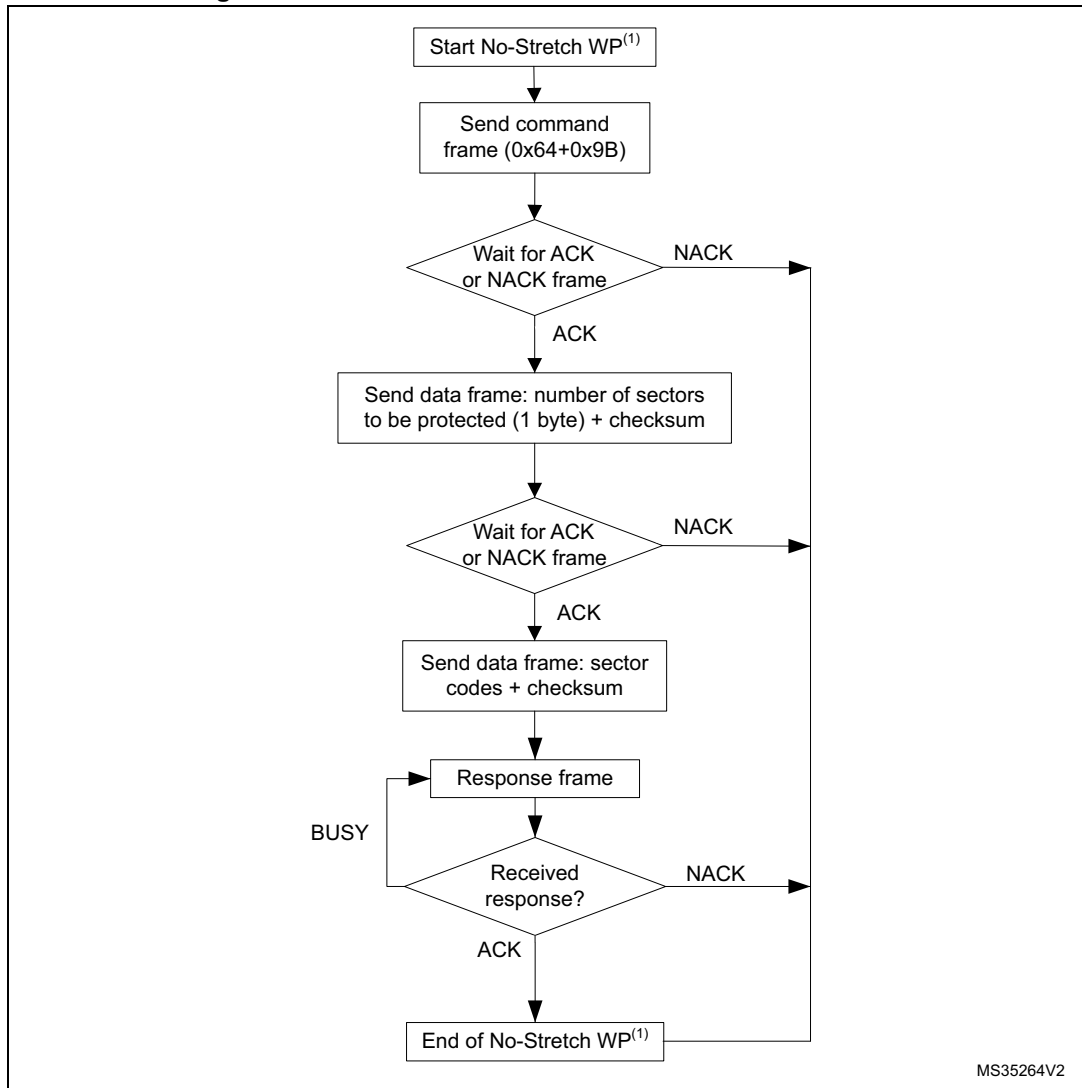 Start No-Stretch WP(1)
Send command
frame (0x64+0x9B)
Wait for ACK
or NACK frame
NACK
ACK
Send data frame: number of sectors
to be protected (1 byte) + checksum
Wait for ACK
or NACK frame
NACK
ACK
Send data frame: sector
codes + checksum
Response frame
BUSY
Received
response?
NACK
ACK
End of No-Stretch WP(1)
MS35264V2